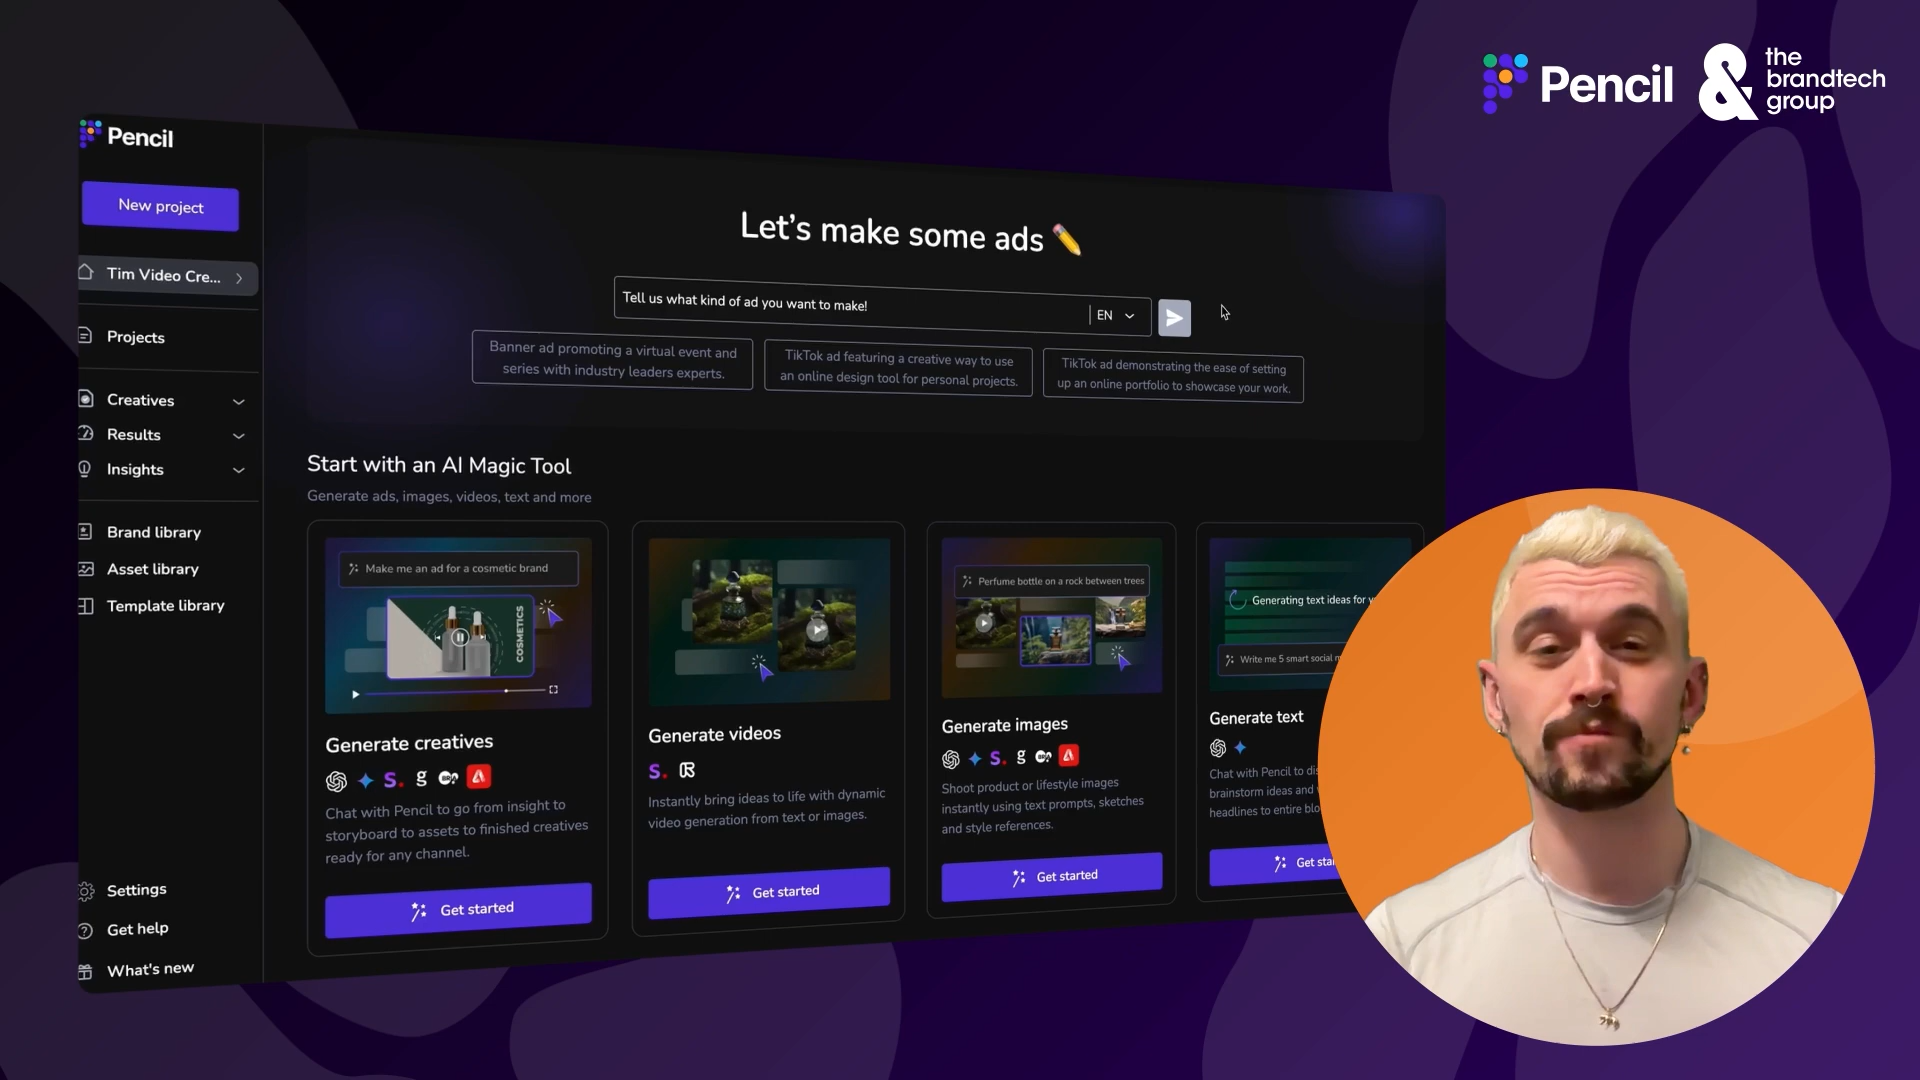 Pencil
the
brandtech
group
Pencil
New project
Tim Video Cre...
Projects
Creatives
Results
Insights
Brand library
Asset library
Template library
Settings
Get help
What's new
Let's make some ads
Tell us what kind of ad you want to make!
EN
Banner ad promoting a virtual event and
series with industry leaders experts.
TikTok ad featuring a creative way to use
an online design tool for personal projects.
TikTok ad demonstrating the ease of setting
up an online portfolio to showcase your work.
Start with an AI Magic Tool
Generate ads, images, videos, text and more
Make me an ad for a cosmetic brand
COSMETICS
Generate creatives
S. g
Chat with Pencil to go from insight to
storyboard to assets to finished creatives
ready for any channel.
Get started
Generate videos
S.
Instantly bring ideas to life with dynamic
video generation from text or images.
Get started
Perfume bottle on a rock between trees
Generate images
S. g
Shoot product or lifestyle images
instantly using text prompts, sketches
and style references.
Get started
Generating text ideas for
Write me 5 smart social
Generate text
Chat with Pencil to
brainstorm ideas and
headlines to entire
Get